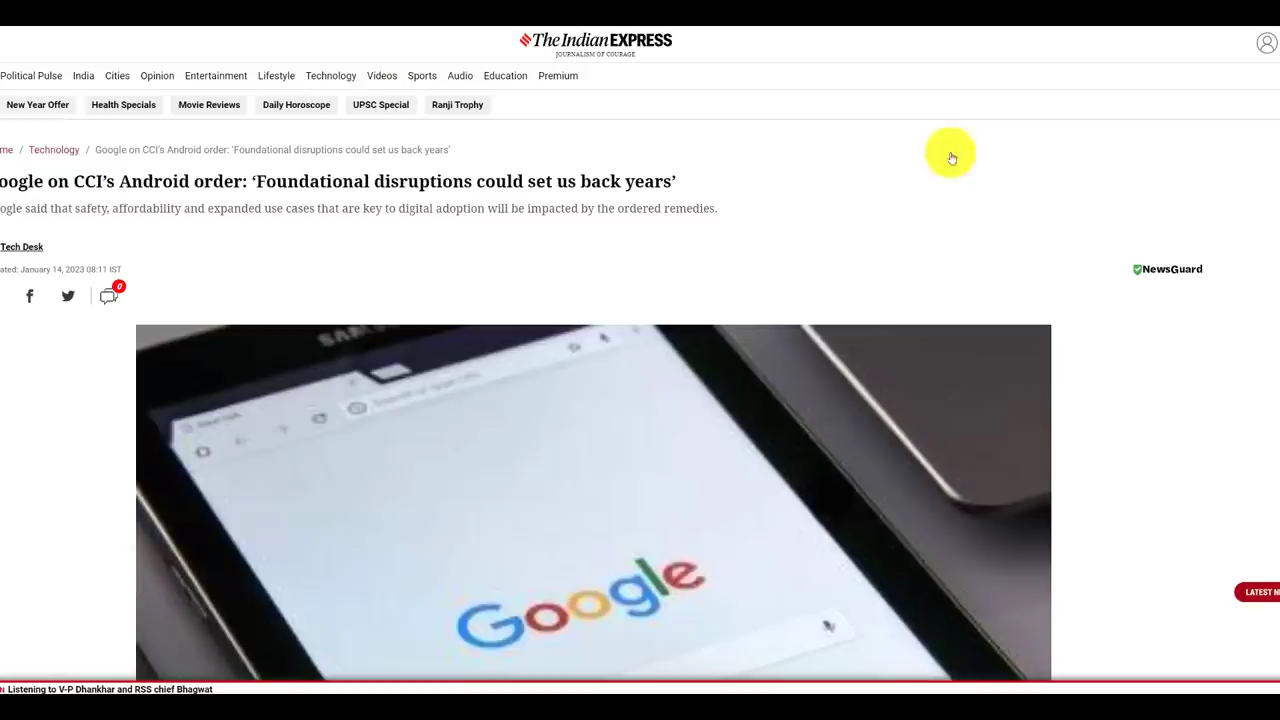 The Indian EXPRESS
JOURNALISM OF COURAGE
Political Pulse India Cities Opinion Entertainment Lifestyle Technology Videos Sports Audio Education Premium
New Year Offer Health Specials Movie Reviews Daily Horoscope UPSC Special Ranji Trophy
me / Technology / Google on CCI's Android order: ‘Foundational disruptions could set us back years’
oogle on CCI’s Android order: ‘Foundational disruptions could set us back years’
ogle said that safety, affordability and expanded use cases that are key to digital adoption will be impacted by the ordered remedies.
Tech Desk
ated: January 14, 2023 08:11 IST
NewsGuard
0
SAMS
Google
LATEST N
N Listening to V-P Dhankhar and RSS chief Bhagwat